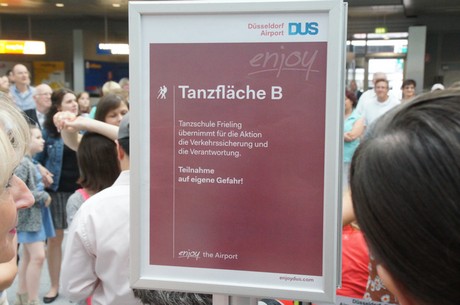 Düsseldorf
Airport DUS
enjoy
Tanzfläche B
Tanzschule Frieling
übernimmt für die Aktion
die Verkehrssicherung und
die Verantwortung.
Teilnahme
auf eigene Gefahr!
enjoy the Airport
enjoydus.com